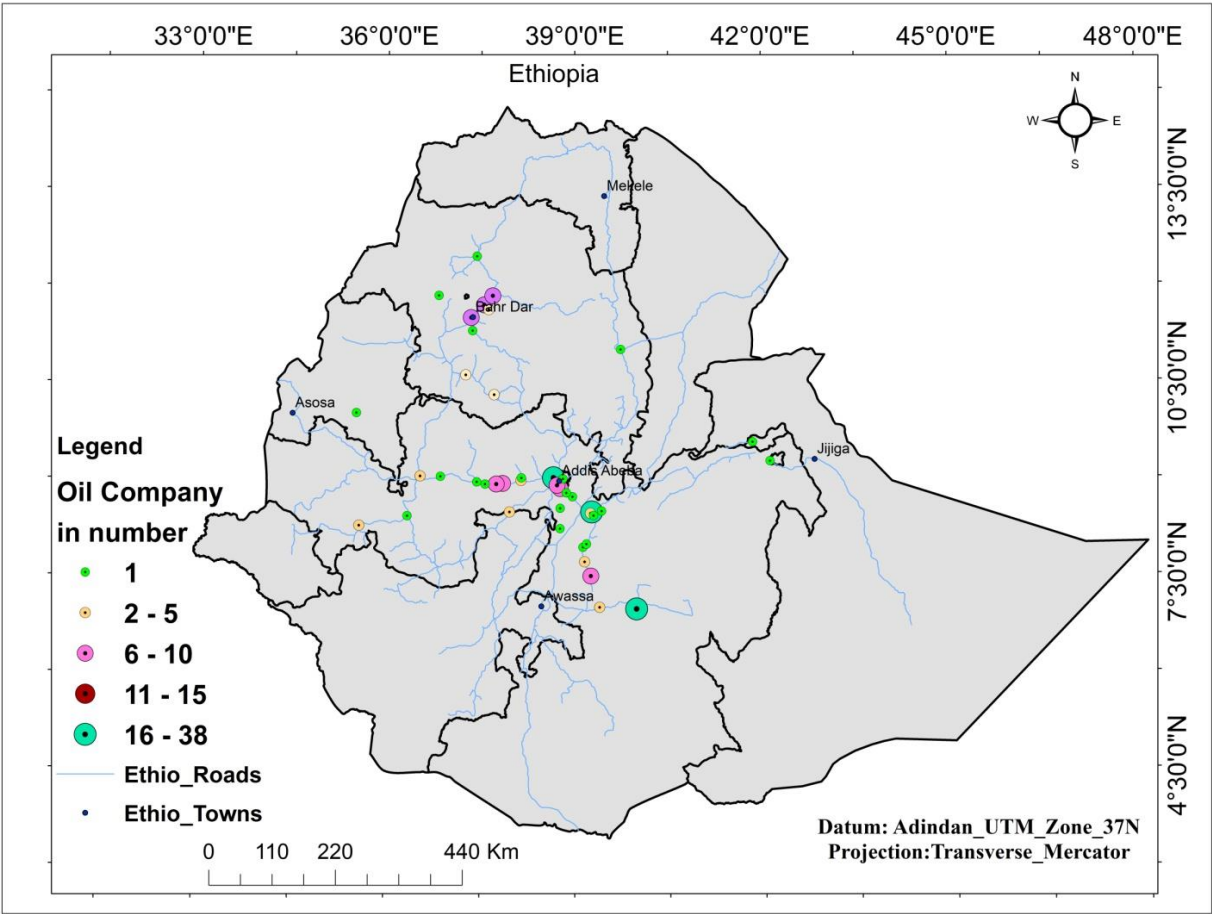 33°0'0"E 36°0'0"E 39°0'0"E 42°0'0"E 45°0'0"E 48°0'0"E
Ethiopia
N
W E
S
13°30'0"N
10°30'0"N
7°30'0"N
4°30'0"N
Mekele
Bahr Dar
Asosa
Addis Abeba
Jijiga
Awassa
Legend
Oil Company
in number
1
2 - 5
6 - 10
11 - 15
16 - 38
Ethio_Roads
Ethio_Towns
0 110 220 440 Km
Datum: Adindan_UTM_Zone_37N
Projection:Transverse_Mercator